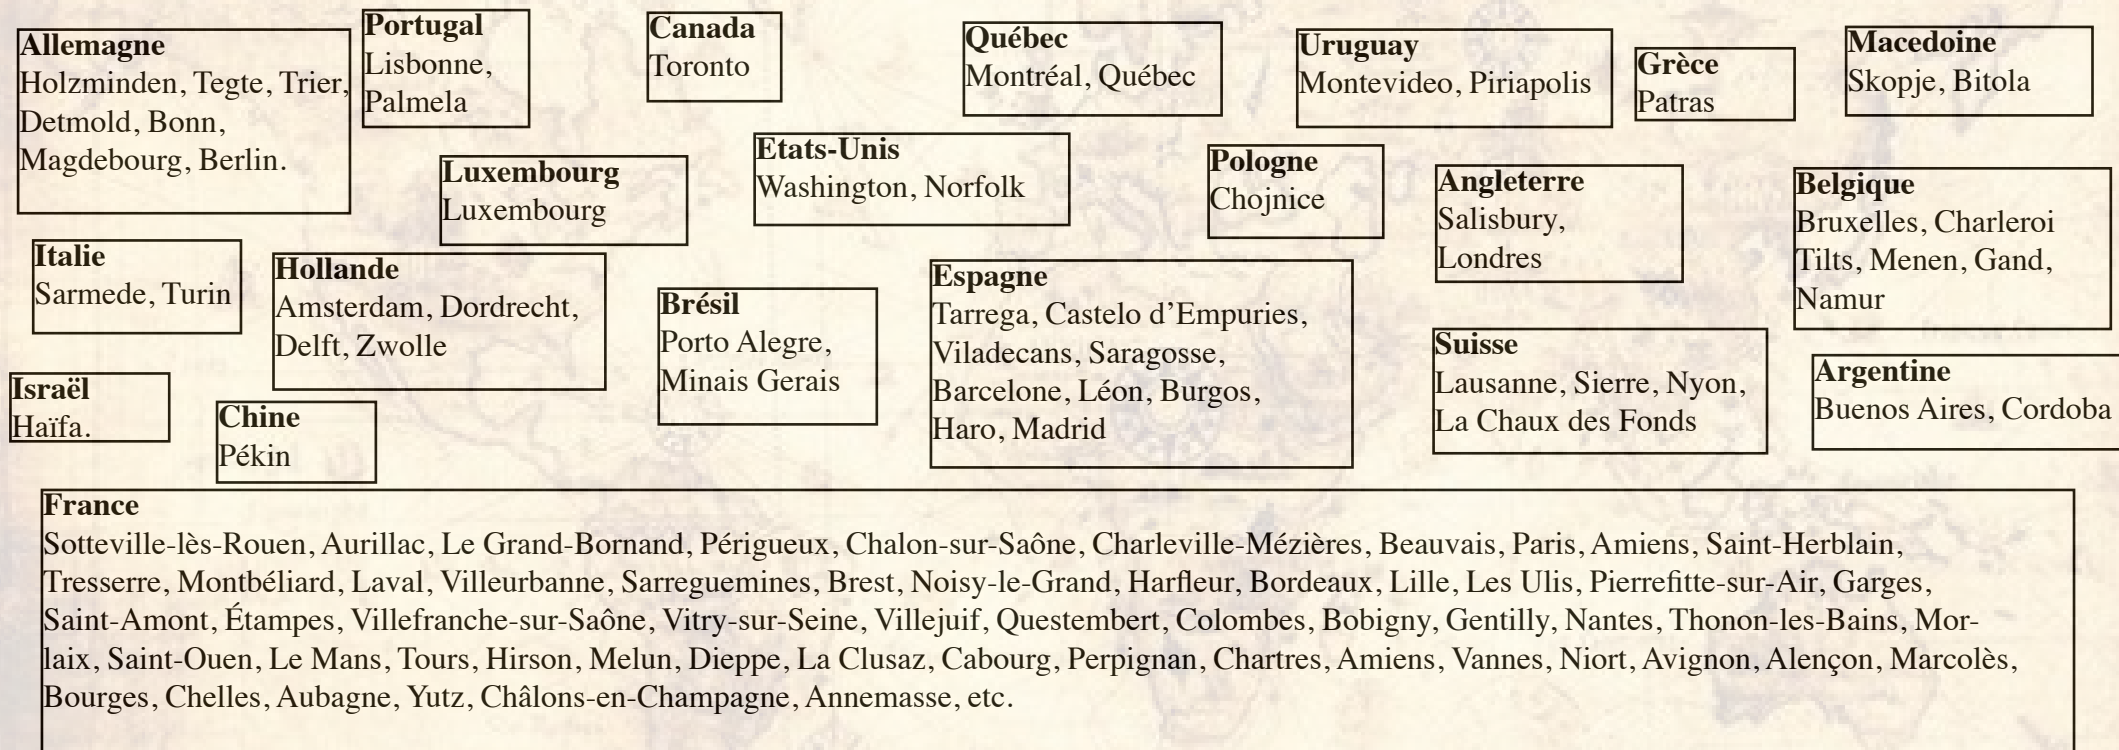 Allemagne
Holzminden, Tegte, Trier,
Detmold, Bonn,
Magdebourg, Berlin.
Portugal
Lisbonne,
Palmela
Canada
Toronto
Québec
Montréal, Québec
Uruguay
Montevideo, Piriapolis
Grèce
Patras
Macedoine
Skopje, Bitola
Luxembourg
Luxembourg
Etats-Unis
Washington, Norfolk
Pologne
Chojnice
Angleterre
Salisbury,
Londres
Belgique
Bruxelles, Charleroi
Tilts, Menen, Gand,
Namur
Italie
Sarmede, Turin
Hollande
Amsterdam, Dordrecht,
Delft, Zwolle
Brésil
Porto Alegre,
Minais Gerais
Espagne
Tarrega, Castelo d’Empuries,
Viladecans, Saragosse,
Barcelone, Léon, Burgos,
Haro, Madrid
Suisse
Lausanne, Sierre, Nyon,
La Chaux des Fonds
Argentine
Buenos Aires, Cordoba
Israël
Haïfa.
Chine
Pékin
France
Sotteville-lès-Rouen, Aurillac, Le Grand-Bornand, Périgueux, Chalon-sur-Saône, Charleville-Mézières, Beauvais, Paris, Amiens, Saint-Herblain,
Tresserre, Montbéliard, Laval, Villeurbanne, Sarreguemines, Brest, Noisy-le-Grand, Harfleur, Bordeaux, Lille, Les Ulis, Pierrefitte-sur-Air, Garges,
Saint-Amont, Étampes, Villefranche-sur-Saône, Vitry-sur-Seine, Villejuif, Questembert, Colombes, Bobigny, Gentilly, Nantes, Thonon-les-Bains, Mor-
laix, Saint-Ouen, Le Mans, Tours, Hirson, Melun, Dieppe, La Clusaz, Cabourg, Perpignan, Chartres, Amiens, Vannes, Niort, Avignon, Alençon, Marcolès,
Bourges, Chelles, Aubagne, Yutz, Châlons-en-Champagne, Annemasse, etc.